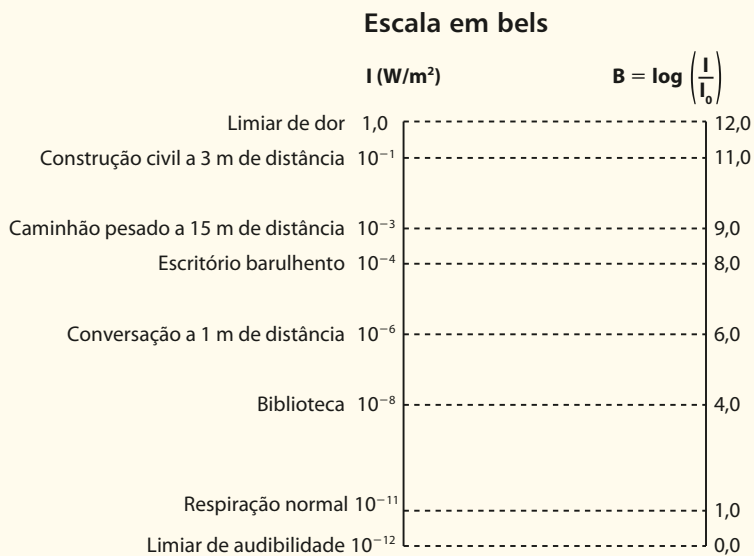 Escala em bels
I (W/m²) B = log (I/I₀)
Limiar de dor 1,0 12,0
Construção civil a 3 m de distância 10⁻¹ 11,0
Caminhão pesado a 15 m de distância 10⁻³ 9,0
Escritório barulhento 10⁻⁴ 8,0
Conversação a 1 m de distância 10⁻⁶ 6,0
Biblioteca 10⁻⁸ 4,0
Respiração normal 10⁻¹¹ 1,0
Limiar de audibilidade 10⁻¹² 0,0